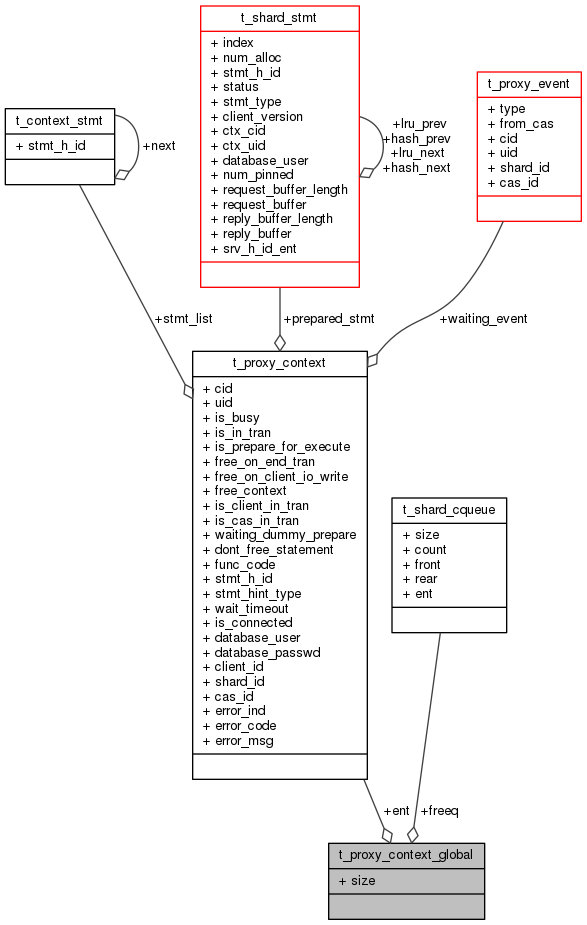 t_shard_stmt
+ index
+ num_alloc
+ stmt_h_id
+ status
+ stmt_type
+ client_version
+ ctx_cid
+ ctx_uid
+ database_user
+ num_pinned
+ request_buffer_length
+ request_buffer
+ reply_buffer_length
+ reply_buffer
+ srv_h_id_ent
t_proxy_event
+ type
+ from_cas
+ cid
+ uid
+ shard_id
+ cas_id
t_context_stmt
+ stmt_h_id
+next
+lru_prev
+hash_prev
+lru_next
+hash_next
+stmt_list
+prepared_stmt
+waiting_event
t_proxy_context
+ cid
+ uid
+ is_busy
+ is_in_tran
+ is_prepare_for_execute
+ free_on_end_tran
+ free_on_client_io_write
+ free_context
+ is_client_in_tran
+ is_cas_in_tran
+ waiting_dummy_prepare
+ dont_free_statement
+ func_code
+ stmt_h_id
+ stmt_hint_type
+ wait_timeout
+ is_connected
+ database_user
+ database_passwd
+ client_id
+ shard_id
+ cas_id
+ error_ind
+ error_code
+ error_msg
t_shard_cqueue
+ size
+ count
+ front
+ rear
+ ent
+ent
+freeq
t_proxy_context_global
+ size